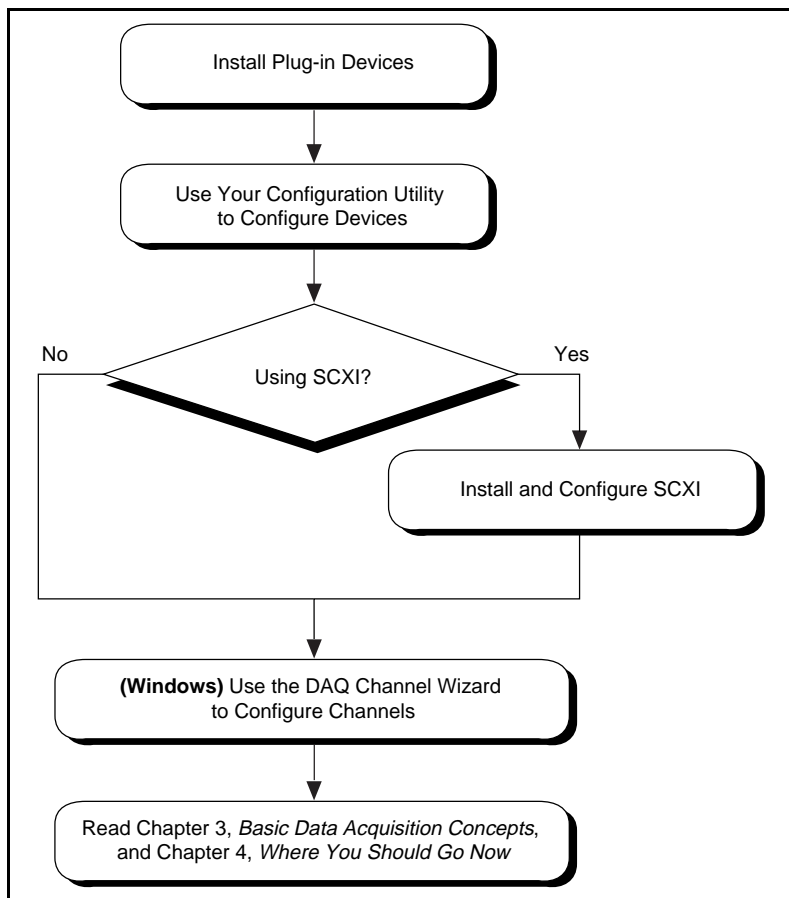 Install Plug-in Devices
Use Your Configuration Utility
to Configure Devices
No
Yes
Using SCXI?
Install and Configure SCXI
(Windows) Use the DAQ Channel Wizard
to Configure Channels
Read Chapter 3, Basic Data Acquisition Concepts,
and Chapter 4, Where You Should Go Now